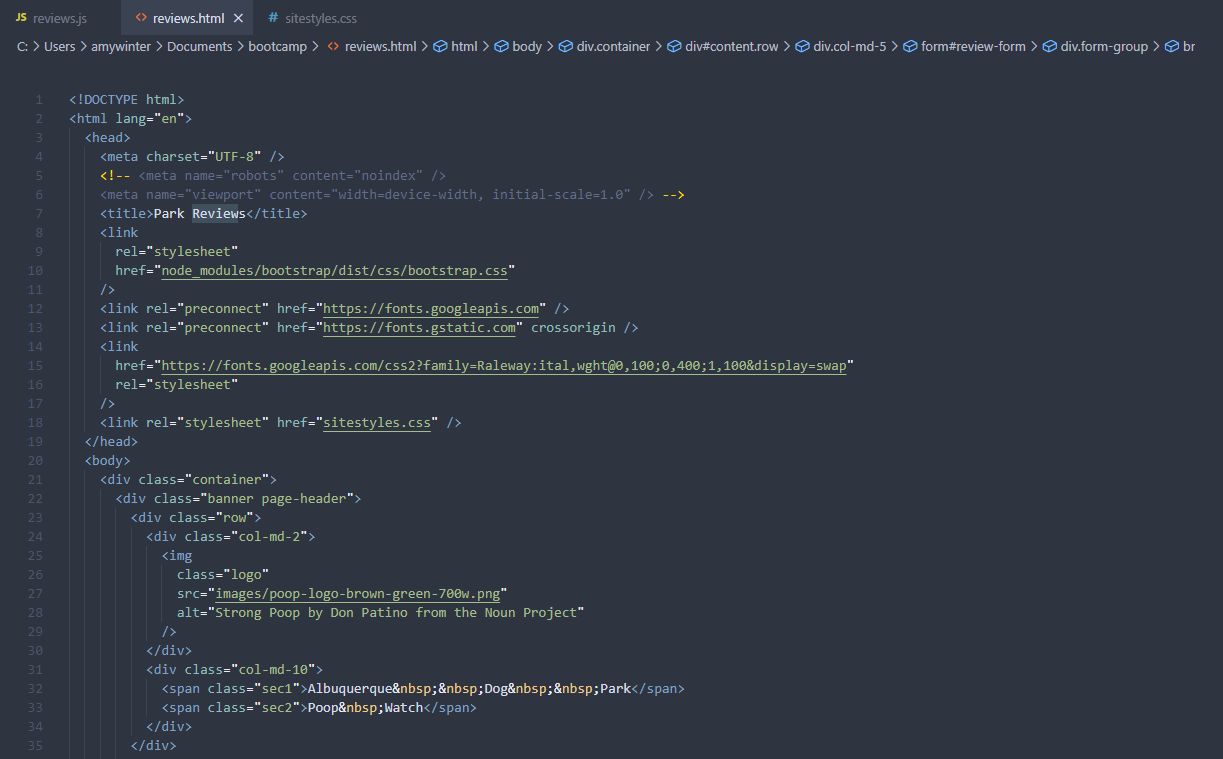 JS reviews.js <> reviews.html × # sitestyles.css
C: > Users > amywinter > Documents > bootcamp > <> reviews.html > html > body > div.container > div#content.row > div.col-md-5 > form#review-form > div.form-group > br
1 <!DOCTYPE html>
2 <html lang="en">
3 <head>
4 <meta charset="UTF-8" />
5 <!-- <meta name="robots" content="noindex" />
6 <meta name="viewport" content="width=device-width, initial-scale=1.0" /> -->
7 <title>Park Reviews</title>
8 <link
9 rel="stylesheet"
10 href="node_modules/bootstrap/dist/css/bootstrap.css"
11 />
12 <link rel="preconnect" href="https://fonts.googleapis.com" />
13 <link rel="preconnect" href="https://fonts.gstatic.com" crossorigin />
14 <link
15 href="https://fonts.googleapis.com/css2?family=Raleway:ital,wght@0,100;0,400;1,100&display=swap"
16 rel="stylesheet"
17 />
18 <link rel="stylesheet" href="sitestyles.css" />
19 </head>
20 <body>
21 <div class="container">
22 <div class="banner page-header">
23 <div class="row">
24 <div class="col-md-2">
25 <img
26 class="logo"
27 src="images/poop-logo-brown-green-700w.png"
28 alt="Strong Poop by Don Patino from the Noun Project"
29 />
30 </div>
31 <div class="col-md-10">
32 <span class="sec1">Albuquerque&nbsp;&nbsp;Dog&nbsp;&nbsp;Park</span>
33 <span class="sec2">Poop&nbsp;Watch</span>
34 </div>
35 </div>